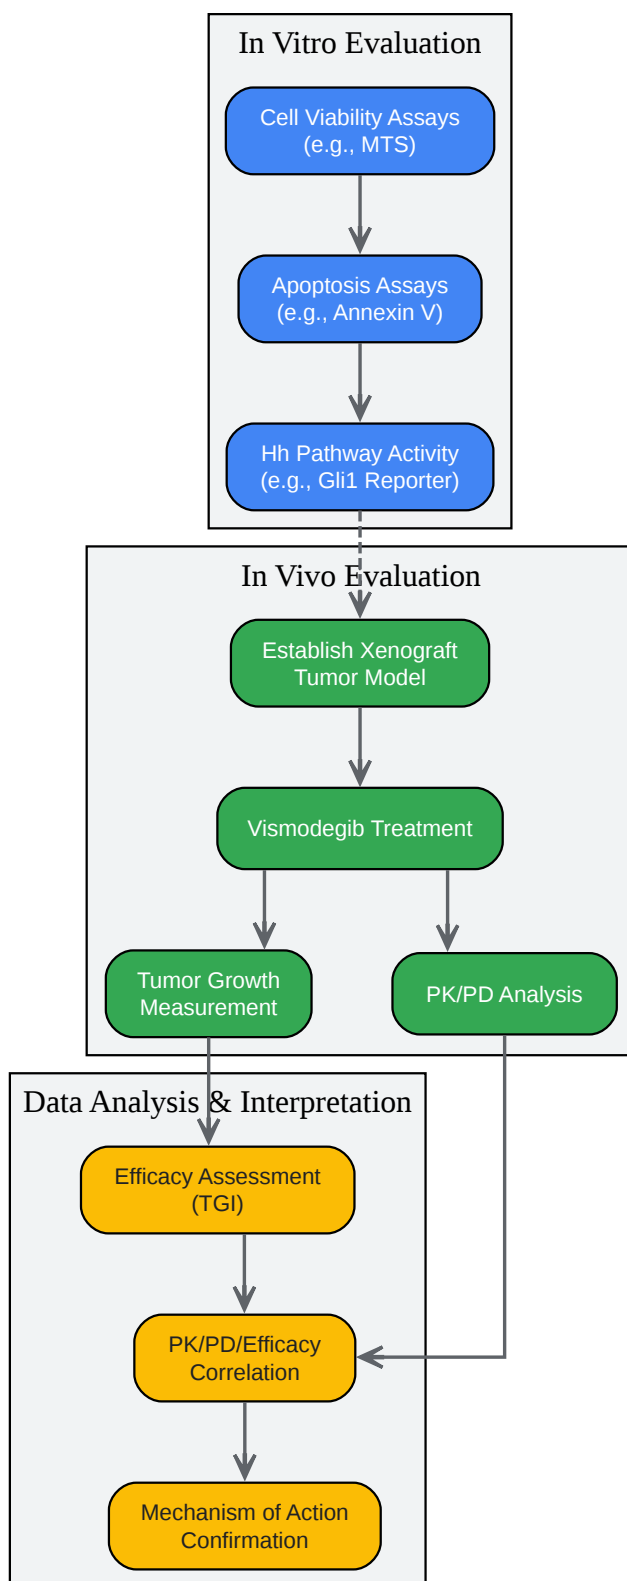 In Vitro Evaluation
Cell Viability Assays
(e.g., MTS)
Apoptosis Assays
(e.g., Annexin V)
Hh Pathway Activity
(e.g., Gli1 Reporter)
In Vivo Evaluation
Establish Xenograft
Tumor Model
Vismodegib Treatment
Tumor Growth
Measurement
PK/PD Analysis
Data Analysis & Interpretation
Efficacy Assessment
(TGI)
PK/PD/Efficacy
Correlation
Mechanism of Action
Confirmation